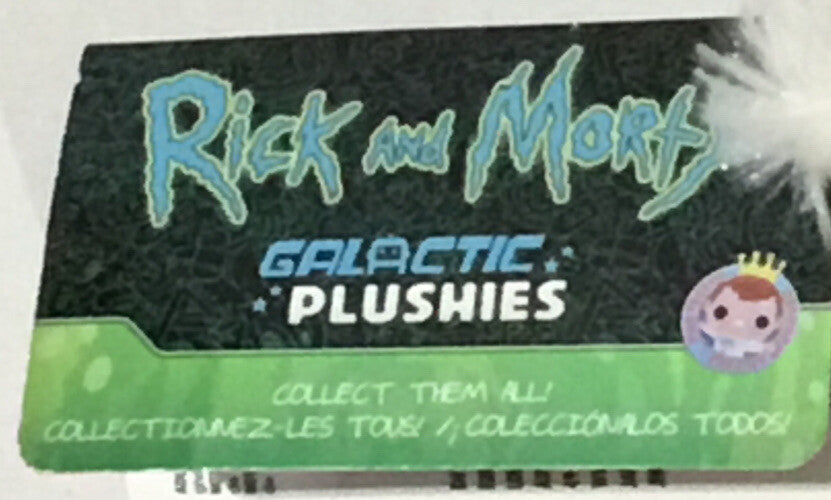 Rick and Morty
GALACTIC
PLUSHIES
COLLECT THEM ALL!
COLLECTIONNEZ-LES TOUS! / ¡COLECCIÓNALOS TODOS!